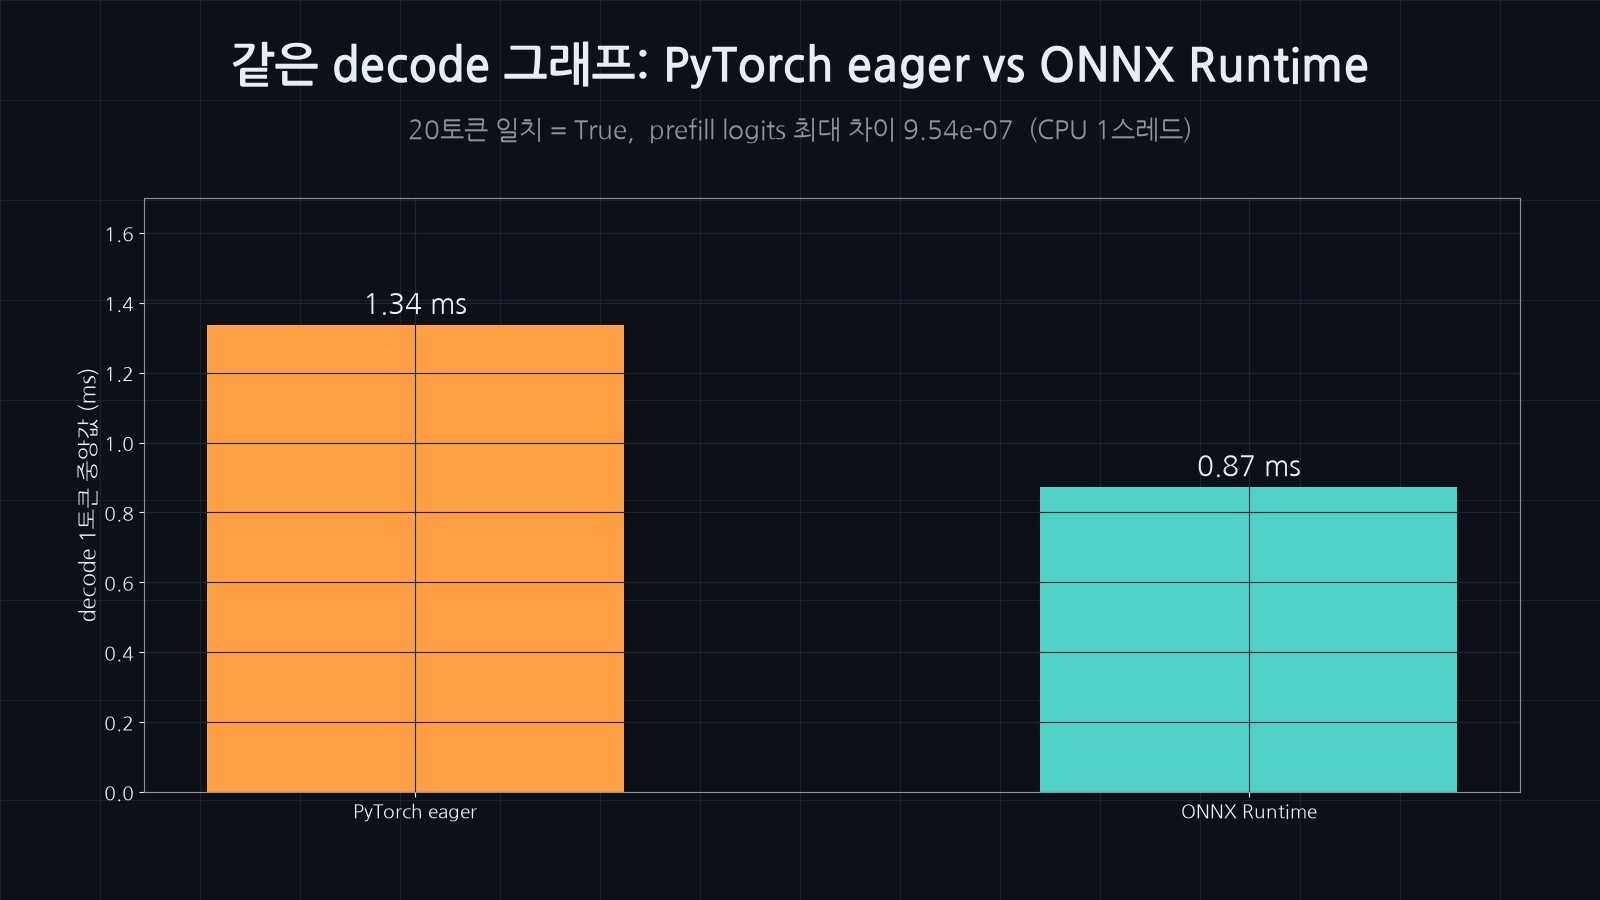 같은 decode 그래프: PyTorch eager vs ONNX Runtime
20토큰 일치 = True, prefill logits 최대 차이 9.54e-07 (CPU 1스레드)
decode 1토큰 중앙값 (ms)
1.6
1.4
1.2
1.0
0.8
0.6
0.4
0.2
0.0
1.34 ms
0.87 ms
PyTorch eager
ONNX Runtime